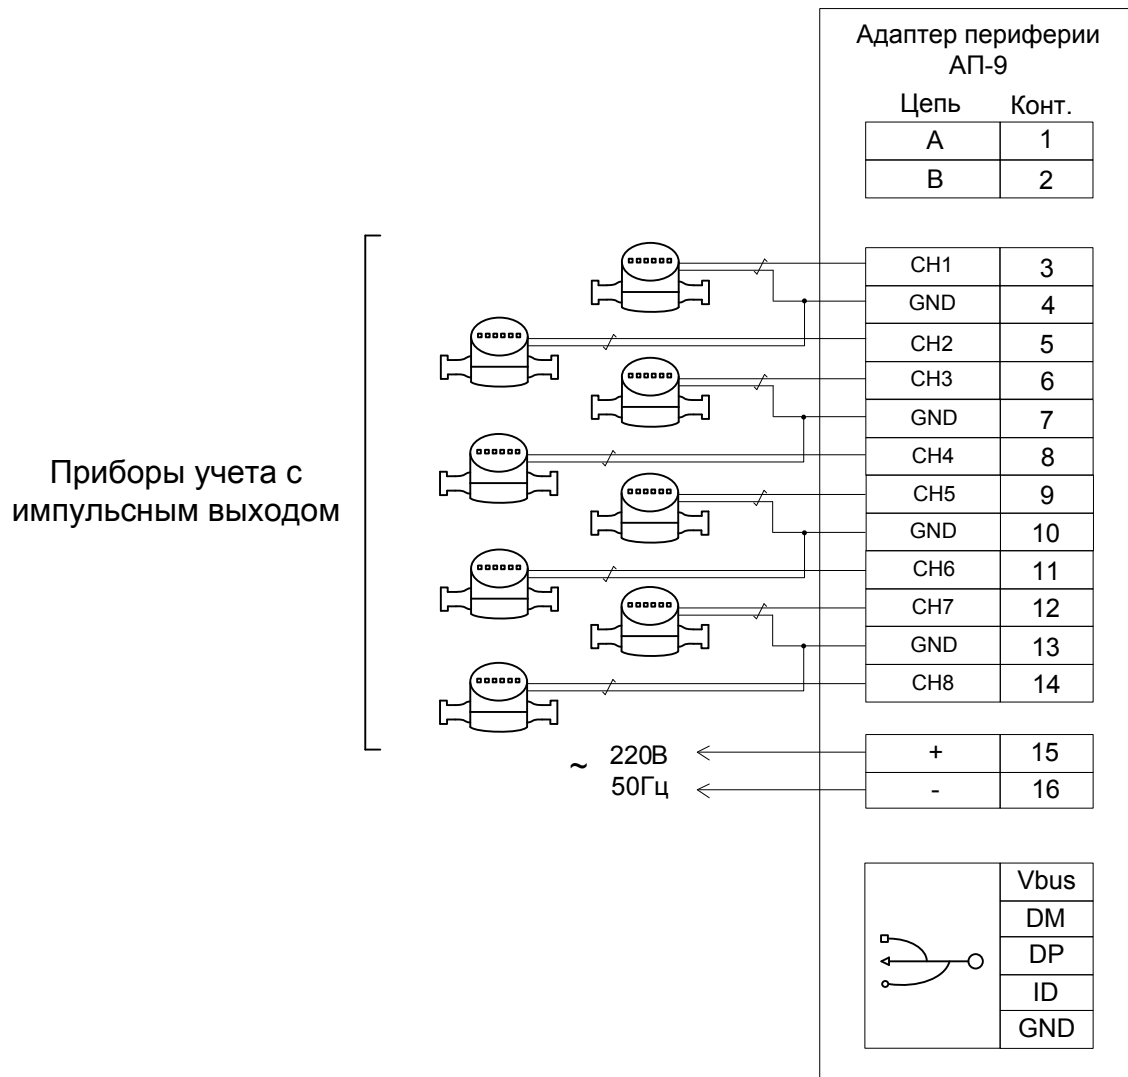 Адаптер периферии
АП-9
Цепь Конт.
A 1
B 2
CH1 3
GND 4
CH2 5
CH3 6
GND 7
CH4 8
CH5 9
GND 10
CH6 11
CH7 12
GND 13
CH8 14
Приборы учета с
импульсным выходом
~ 220В
50Гц
+ 15
- 16
Vbus
DM
DP
ID
GND